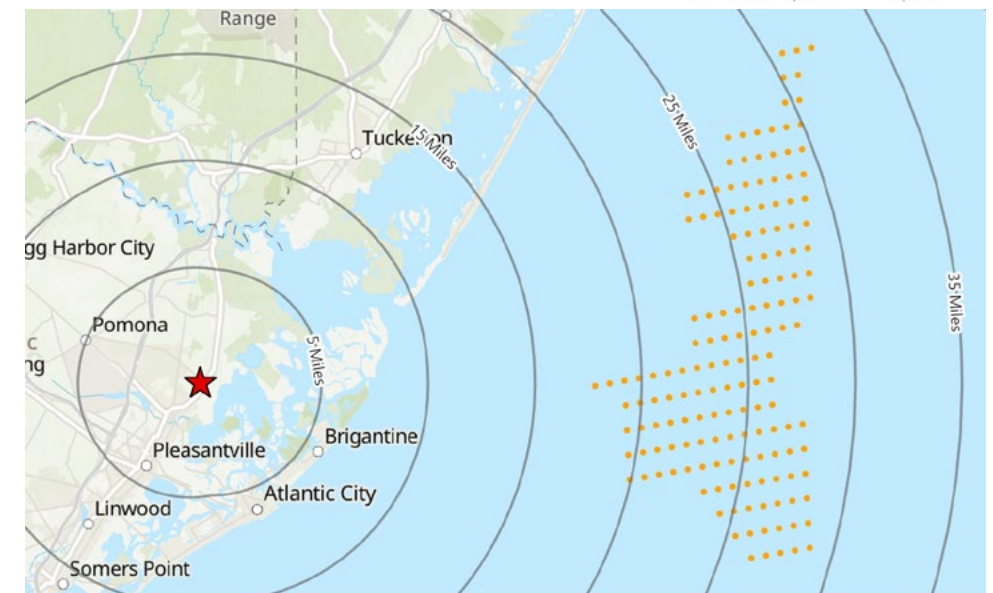 Range
Tuckerton
15 Miles
25 Miles
gg Harbor City
Pomona
C
ng
5 Miles
35 Miles
Pleasantville
Brigantine
Atlantic City
Linwood
Somers Point